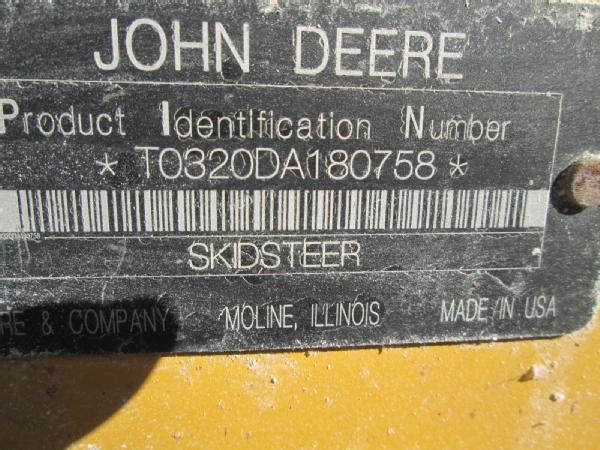 JOHN DEERE
Product Identification Number
* T0320DA180758 *
SKIDSTEER
RE & COMPANY MOLINE, ILLINOIS MADE IN USA